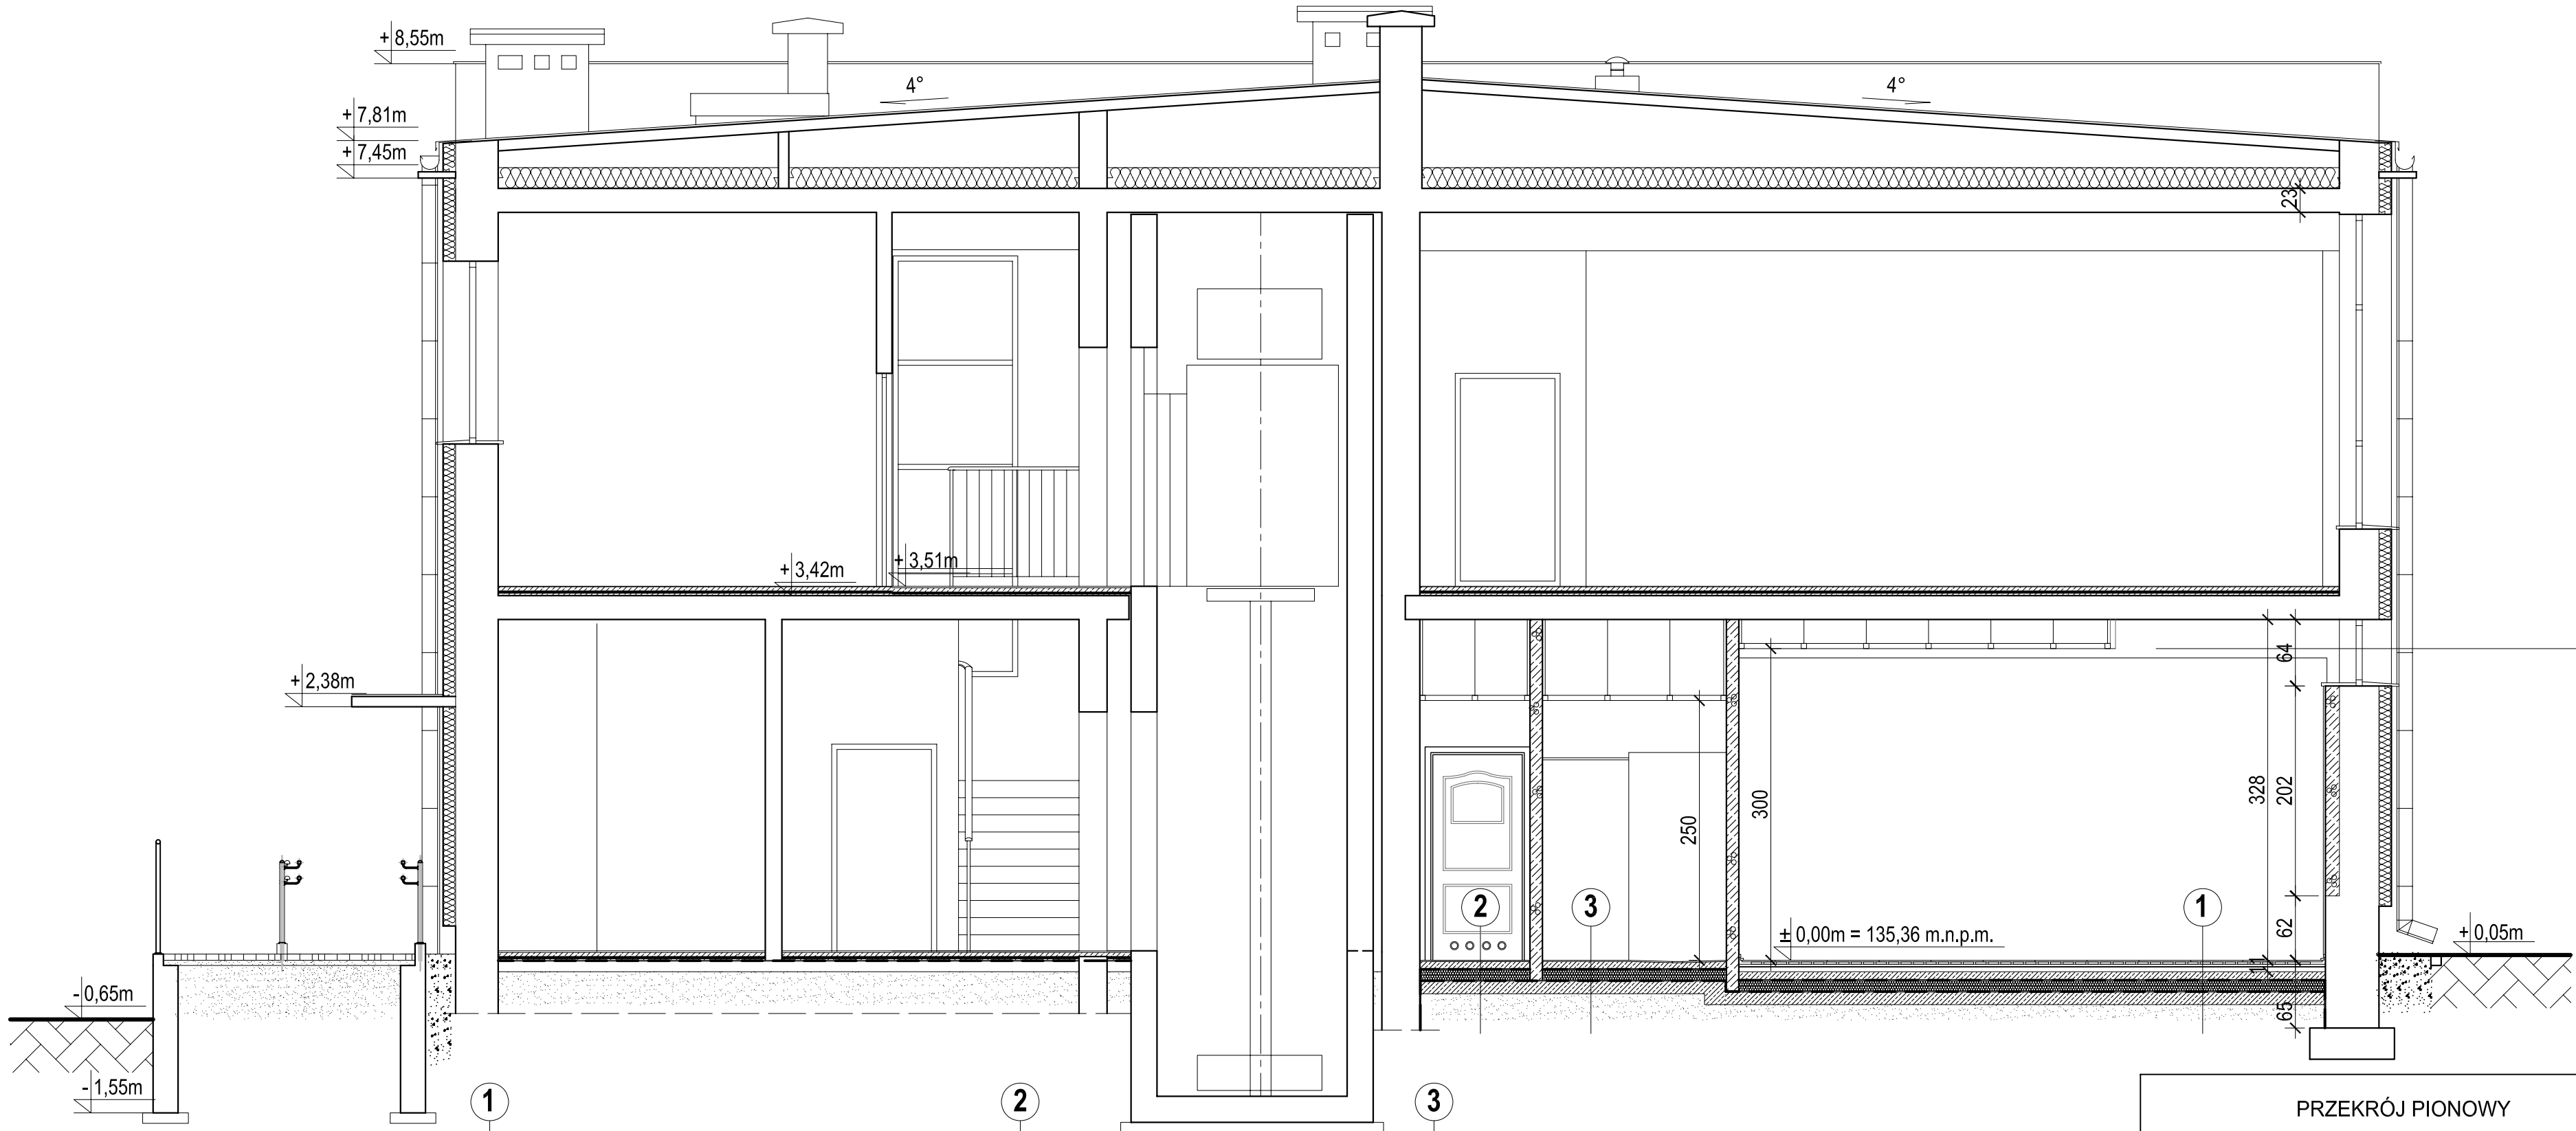 + 8,55m
4°
4°
+ 7,81m
+ 7,45m
23
+ 3,42m
+ 3,51m
64
+ 2,38m
328
202
300
250
2
3
1
62
± 0,00m = 135,36 m.n.p.m.
+ 0,05m
11
- 0,65m
65
- 1,55m
1
2
3
PRZEKRÓJ PIONOWY